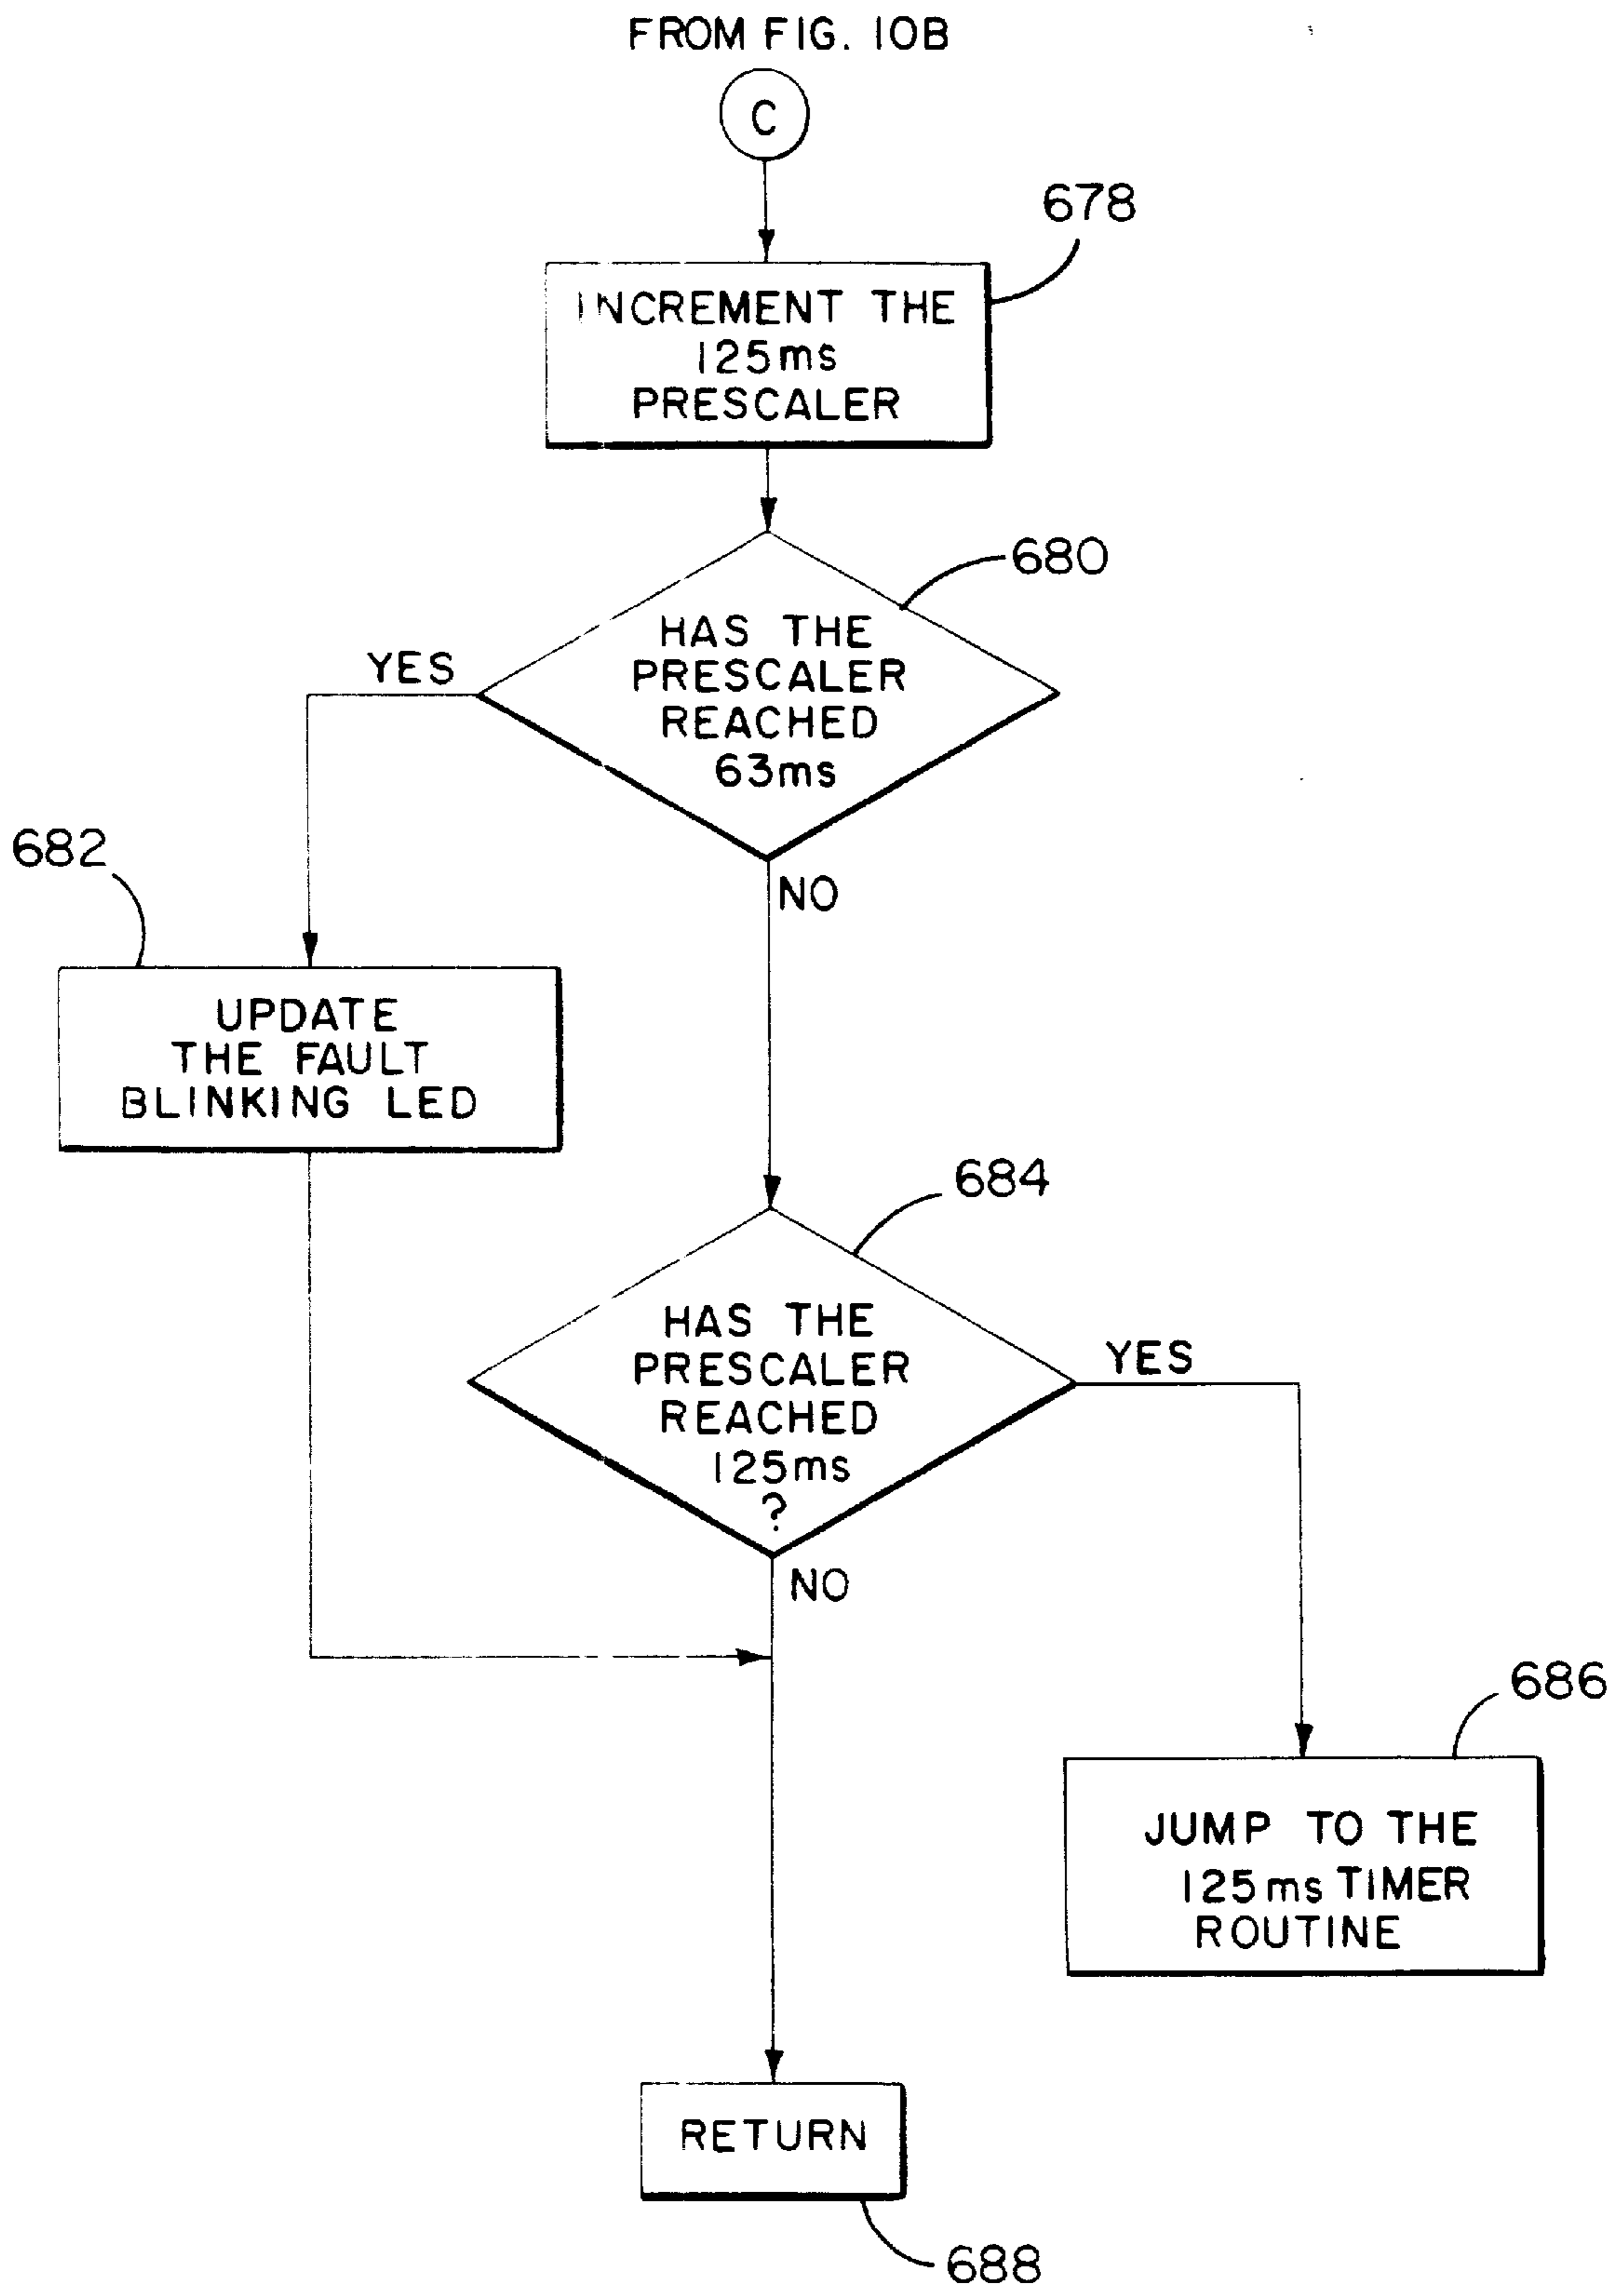 FROM FIG. 10B
C
678
INCREMENT THE
125ms
PRESCALER
680
HAS THE
PRESCALER
REACHED
63ms
YES
NO
682
UPDATE
THE FAULT
BLINKING LED
684
HAS THE
PRESCALER
REACHED
125ms
?
YES
NO
686
JUMP TO THE
125ms TIMER
ROUTINE
RETURN
688